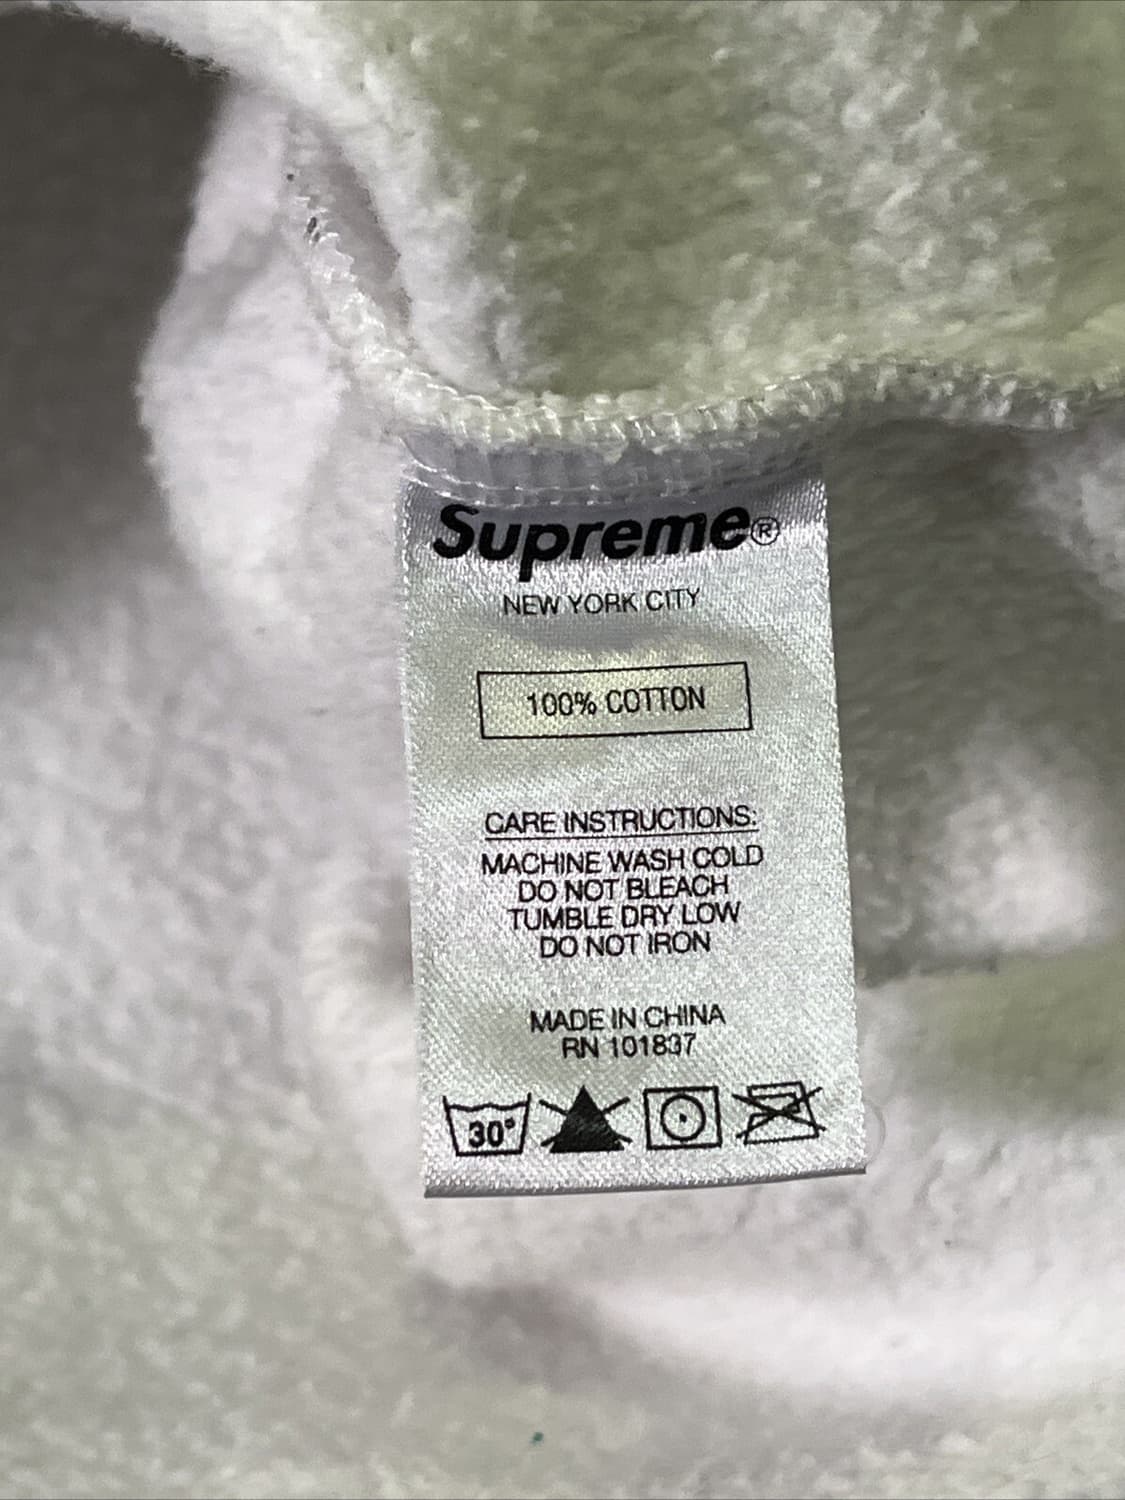 Supreme®
NEW YORK CITY
100% COTTON
CARE INSTRUCTIONS:
MACHINE WASH COLD
DO NOT BLEACH
TUMBLE DRY LOW
DO NOT IRON
MADE IN CHINA
RN 101837
30°